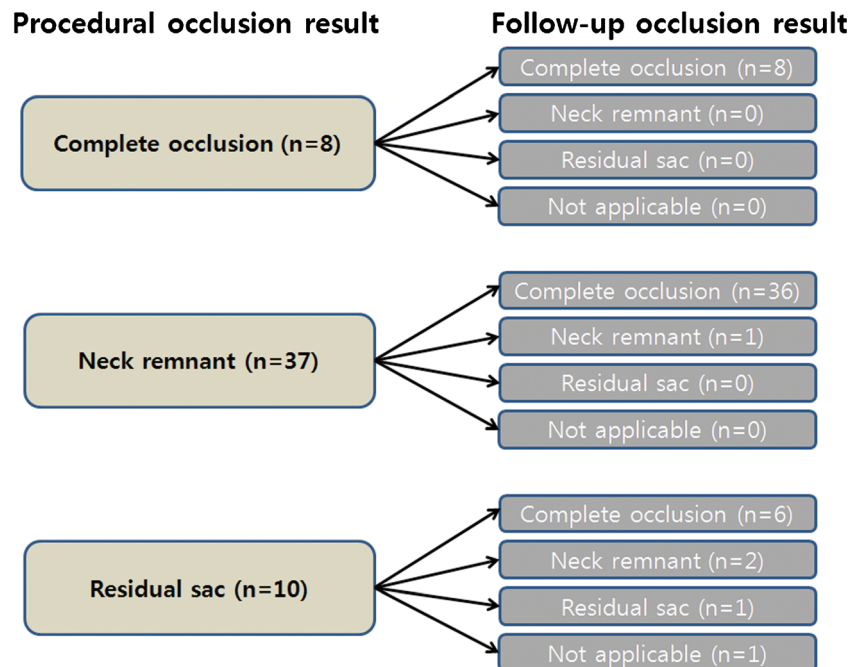 Procedural occlusion result
Follow-up occlusion result
Complete occlusion (n=8)
Complete occlusion (n=8)
Neck remnant (n=0)
Residual sac (n=0)
Not applicable (n=0)
Neck remnant (n=37)
Complete occlusion (n=36)
Neck remnant (n=1)
Residual sac (n=0)
Not applicable (n=0)
Residual sac (n=10)
Complete occlusion (n=6)
Neck remnant (n=2)
Residual sac (n=1)
Not applicable (n=1)